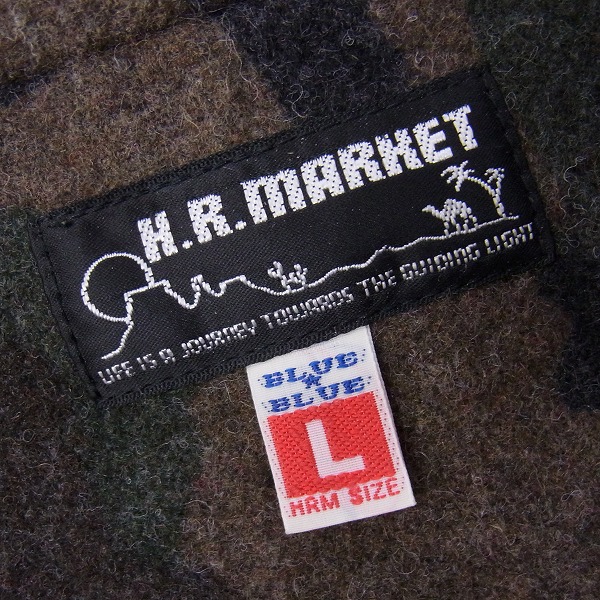 H.R.MARKET
LIFE IS A JOURNEY TOWARDS THE GUIDING LIGHT
BLUE
BLUE
L
HRM SIZE